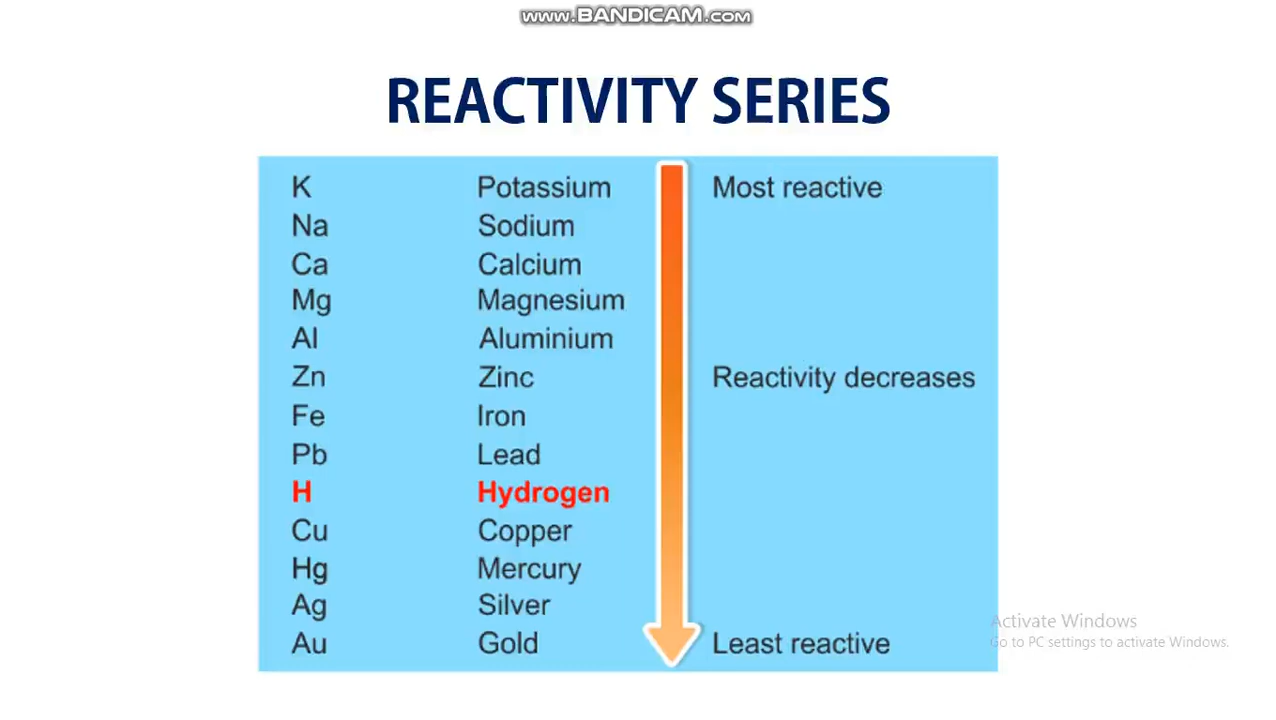 www.BANDICAM.com
REACTIVITY SERIES
K Potassium Most reactive
Na Sodium
Ca Calcium
Mg Magnesium
Al Aluminium
Zn Zinc Reactivity decreases
Fe Iron
Pb Lead
H Hydrogen
Cu Copper
Hg Mercury
Ag Silver
Au Gold Least reactive
Activate Windows
Go to PC settings to activate Windows.